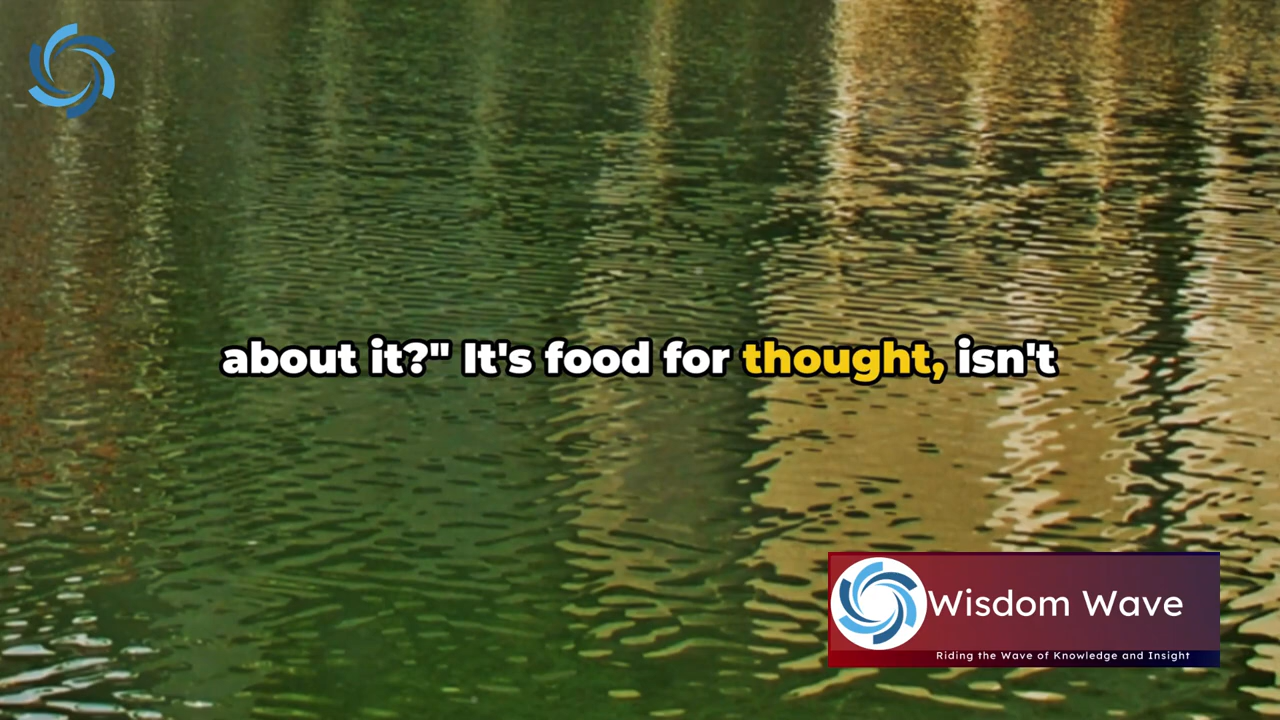 about it?" It's food for thought, isn't
Wisdom Wave
Riding the Wave of Knowledge and Insight